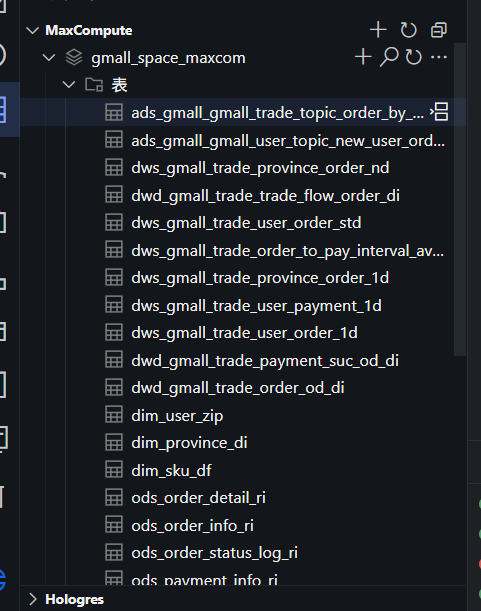 MaxCompute
gmall_space_maxcom
表
ads_gmall_gmall_trade_topic_order_by_...
ads_gmall_gmall_user_topic_new_user_ord...
dws_gmall_trade_province_order_nd
dwd_gmall_trade_trade_flow_order_di
dws_gmall_trade_user_order_std
dws_gmall_trade_order_to_pay_interval_av...
dws_gmall_trade_province_order_1d
dws_gmall_trade_user_payment_1d
dws_gmall_trade_user_order_1d
dwd_gmall_trade_payment_suc_od_di
dwd_gmall_trade_order_od_di
dim_user_zip
dim_province_di
dim_sku_df
ods_order_detail_ri
ods_order_info_ri
ods_order_status_log_ri
ods_payment_info_ri
Hologres